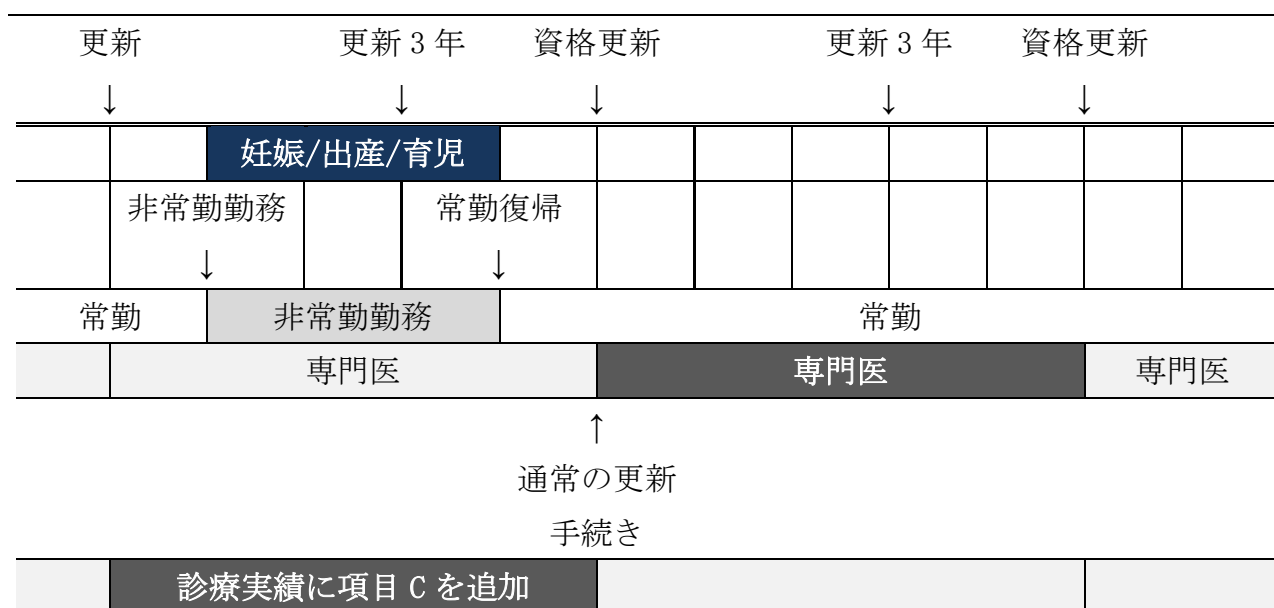 更新 更新3年 資格更新 更新3年 資格更新
↓ ↓ ↓ ↓ ↓
妊娠/出産/育児
非常勤勤務 常勤復帰
↓ ↓
常勤 非常勤勤務 常勤
専門医 専門医 専門医
↑
通常の更新
手続き
診療実績に項目Cを追加